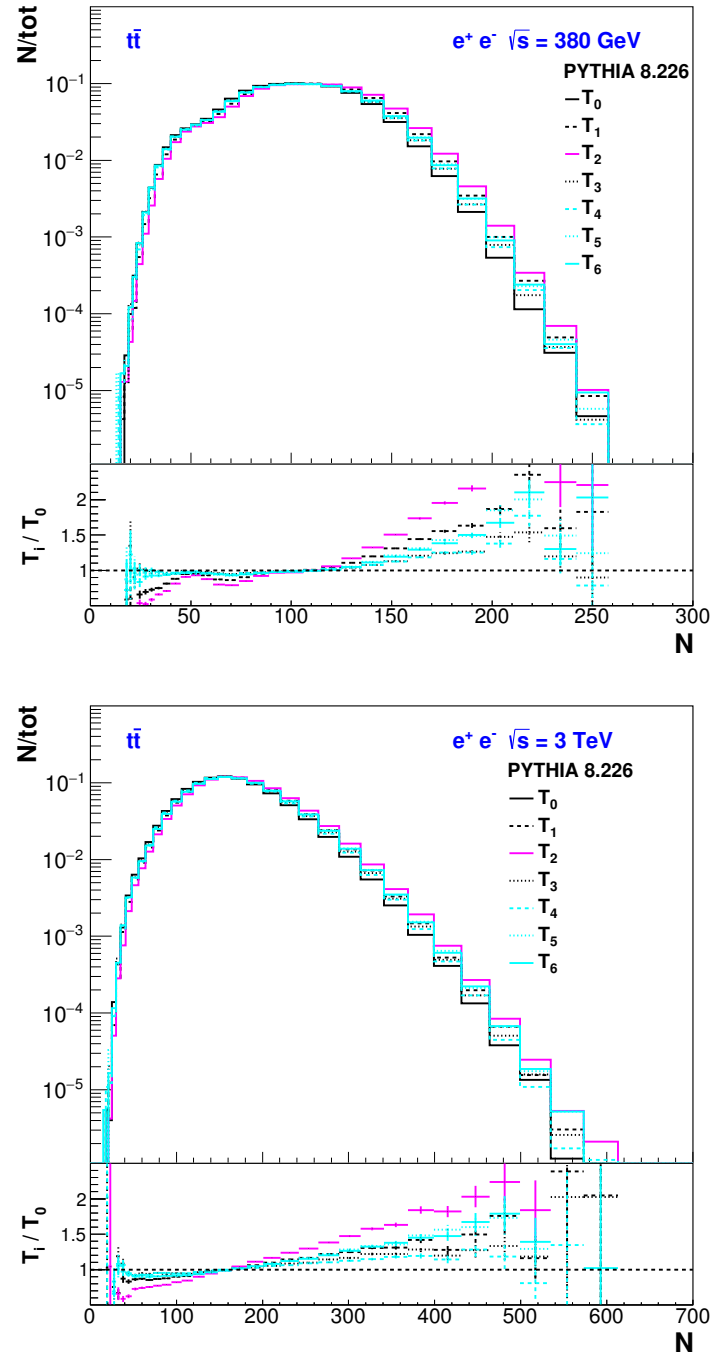 N/tot
tt̄
e⁺ e⁻ √s = 380 GeV
PYTHIA 8.226
T₀
T₁
T₂
T₃
T₄
T₅
T₆
10⁻¹
10⁻²
10⁻³
10⁻⁴
10⁻⁵
Tᵢ / T₀
2
1.5
1
0 50 100 150 200 250 300
N
N/tot
tt̄
e⁺ e⁻ √s = 3 TeV
PYTHIA 8.226
T₀
T₁
T₂
T₃
T₄
T₅
T₆
10⁻¹
10⁻²
10⁻³
10⁻⁴
10⁻⁵
Tᵢ / T₀
2
1.5
1
0 100 200 300 400 500 600 700
N